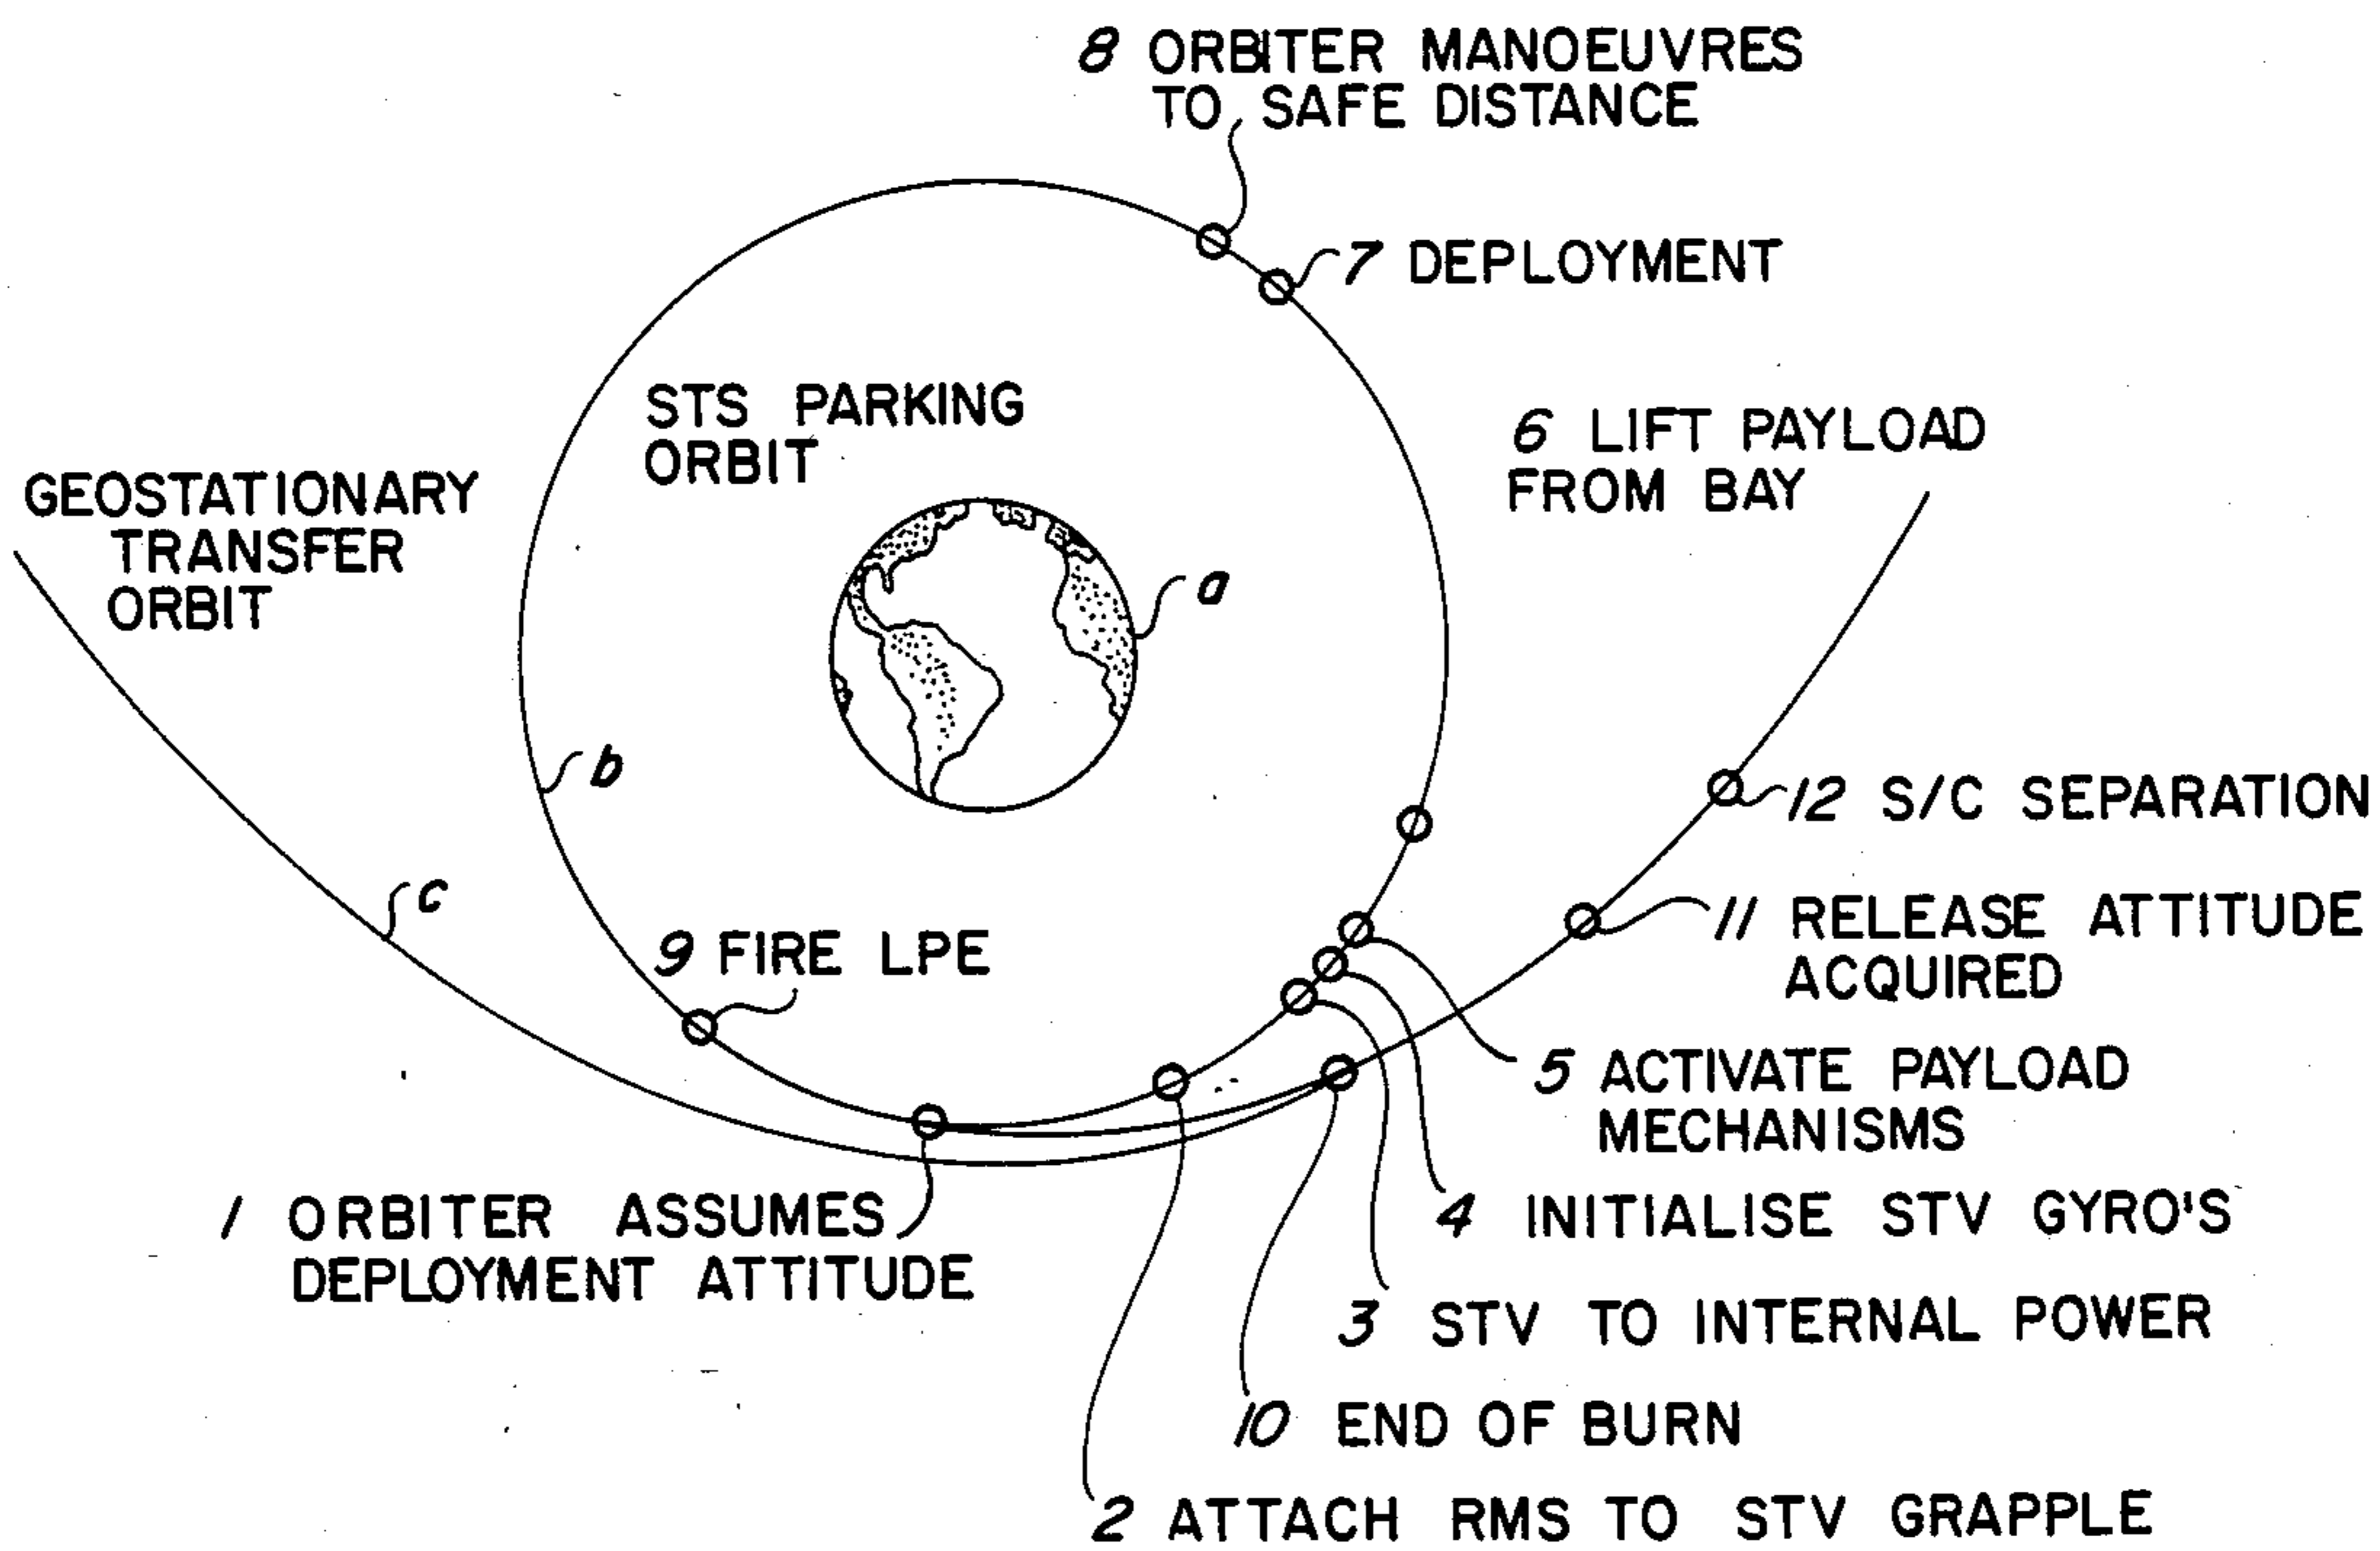 8 ORBITER MANOEUVRES
TO SAFE DISTANCE
7 DEPLOYMENT
STS PARKING
ORBIT
6 LIFT PAYLOAD
FROM BAY
GEOSTATIONARY
TRANSFER
ORBIT
a
b
12 S/C SEPARATION
c
11 RELEASE ATTITUDE
ACQUIRED
9 FIRE LPE
5 ACTIVATE PAYLOAD
MECHANISMS
1 ORBITER ASSUMES
DEPLOYMENT ATTITUDE
4 INITIALISE STV GYRO'S
3 STV TO INTERNAL POWER
10 END OF BURN
2 ATTACH RMS TO STV GRAPPLE